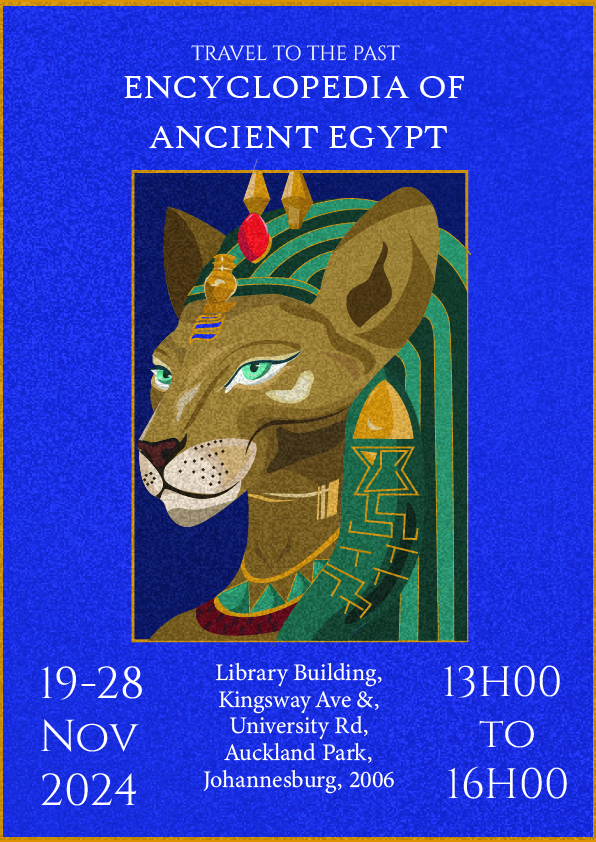 TRAVEL TO THE PAST
ENCYCLOPEDIA OF
ANCIENT EGYPT
19-28
Nov
2024
Library Building,
Kingsway Ave &,
University Rd,
Auckland Park,
Johannesburg, 2006
13H00
TO
16H00